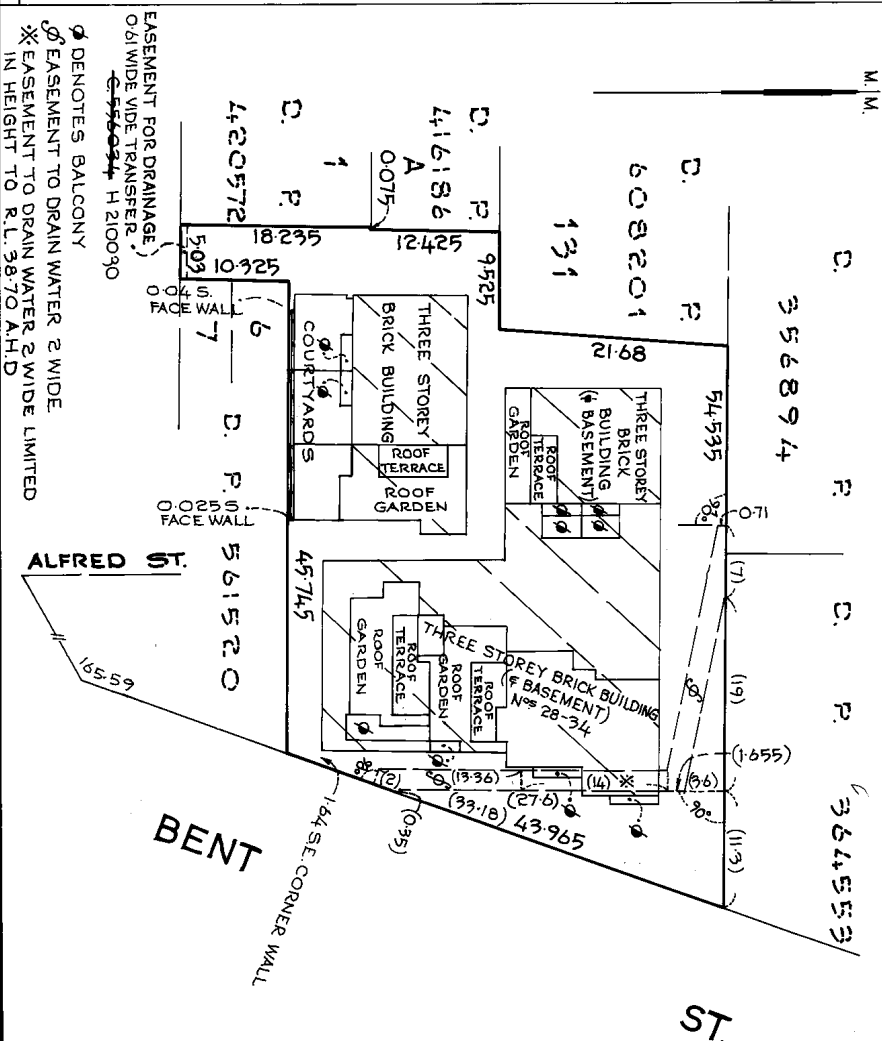 M.M.
D. P. 356894
D. P. 364553
D. P. 608201
131
D. P. 416186
A
0·075
D. P. 420572
1
EASEMENT FOR DRAINAGE
0·61 WIDE VIDE TRANSFER
H 210030
ø DENOTES BALCONY
EASEMENT TO DRAIN WATER 2 WIDE
※ EASEMENT TO DRAIN WATER 2 WIDE LIMITED
IN HEIGHT TO R.L. 38·70 A.H.D
18·235
12·425
9·525
21·68
54·535
5·03
10·325
0·04 S.
FACE WALL
6
7
D. P. 561520
0·025 S.
FACE WALL
45·745
COURTYARDS
THREE STOREY
BRICK BUILDING
ROOF
TERRACE
ROOF
GARDEN
THREE STOREY
BRICK
BUILDING
(& BASEMENT)
ROOF
TERRACE
ROOF
GARDEN
0·71
(7)
(19)
(1·655)
(3·6)
90°
(11·3)
THREE STOREY BRICK BUILDING
(& BASEMENT)
Nos 28-34
ROOF
TERRACE
ROOF
GARDEN
ROOF
TERRACE
ROOF
GARDEN
(2)
(13·36)
(14) ※
(27·6)
(33·18)
(0·35)
43·965
1·64 S.E. CORNER WALL
ALFRED ST.
165·59
BENT
ST.